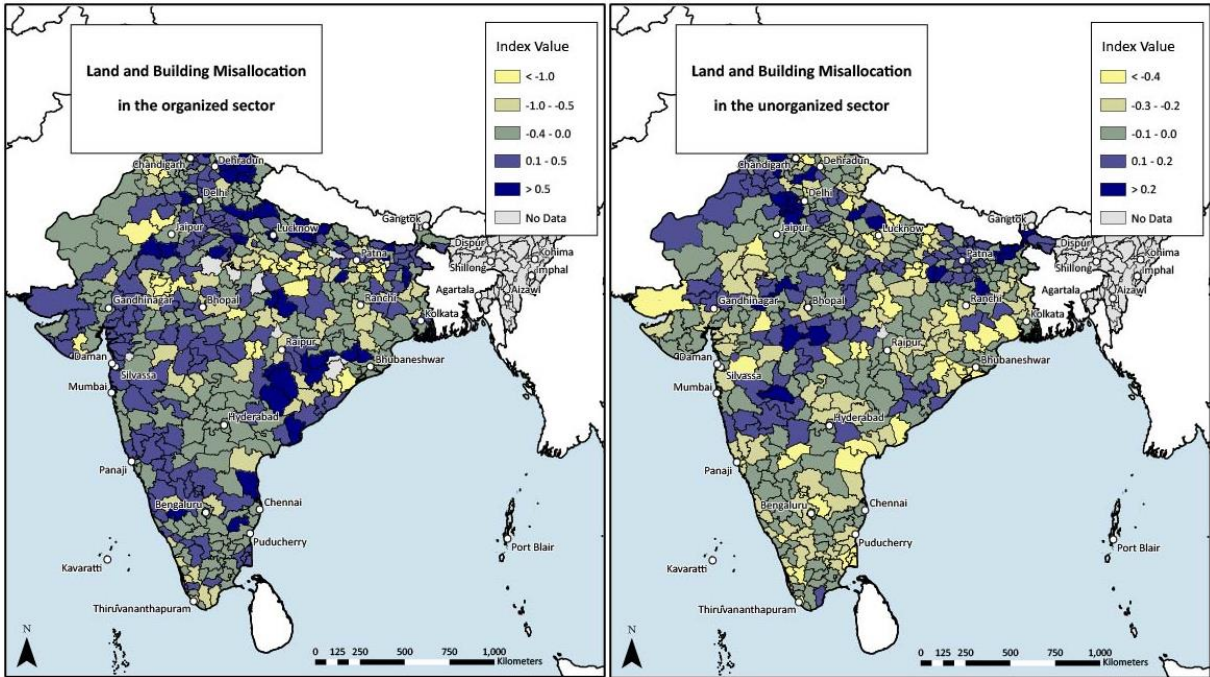 Land and Building Misallocation
in the organized sector
Index Value
< -1.0
-1.0 - -0.5
-0.4 - 0.0
0.1 - 0.5
> 0.5
No Data
Chandigarh
Dehradun
Delhi
Jaipur
Lucknow
Gangtok
Dispur
Kohima
Shillong
Imphal
Patna
Agartala
Aizawl
Gandhinagar
Bhopal
Ranchi
Kolkata
Daman
Silvassa
Raipur
Bhubaneshwar
Mumbai
Hyderabad
Panaji
Bengaluru
Chennai
Puducherry
Port Blair
Kavaratti
Thiruvananthapuram
N
0 125 250 500 750 1,000
Kilometers
Land and Building Misallocation
in the unorganized sector
Index Value
< -0.4
-0.3 - -0.2
-0.1 - 0.0
0.1 - 0.2
> 0.2
No Data
Chandigarh
Dehradun
Delhi
Jaipur
Lucknow
Gangtok
Dispur
Kohima
Shillong
Imphal
Patna
Agartala
Aizawl
Gandhinagar
Bhopal
Ranchi
Kolkata
Daman
Silvassa
Raipur
Bhubaneshwar
Mumbai
Hyderabad
Panaji
Bengaluru
Chennai
Puducherry
Port Blair
Kavaratti
Thiruvananthapuram
N
0 125 250 500 750 1,000
Kilometers